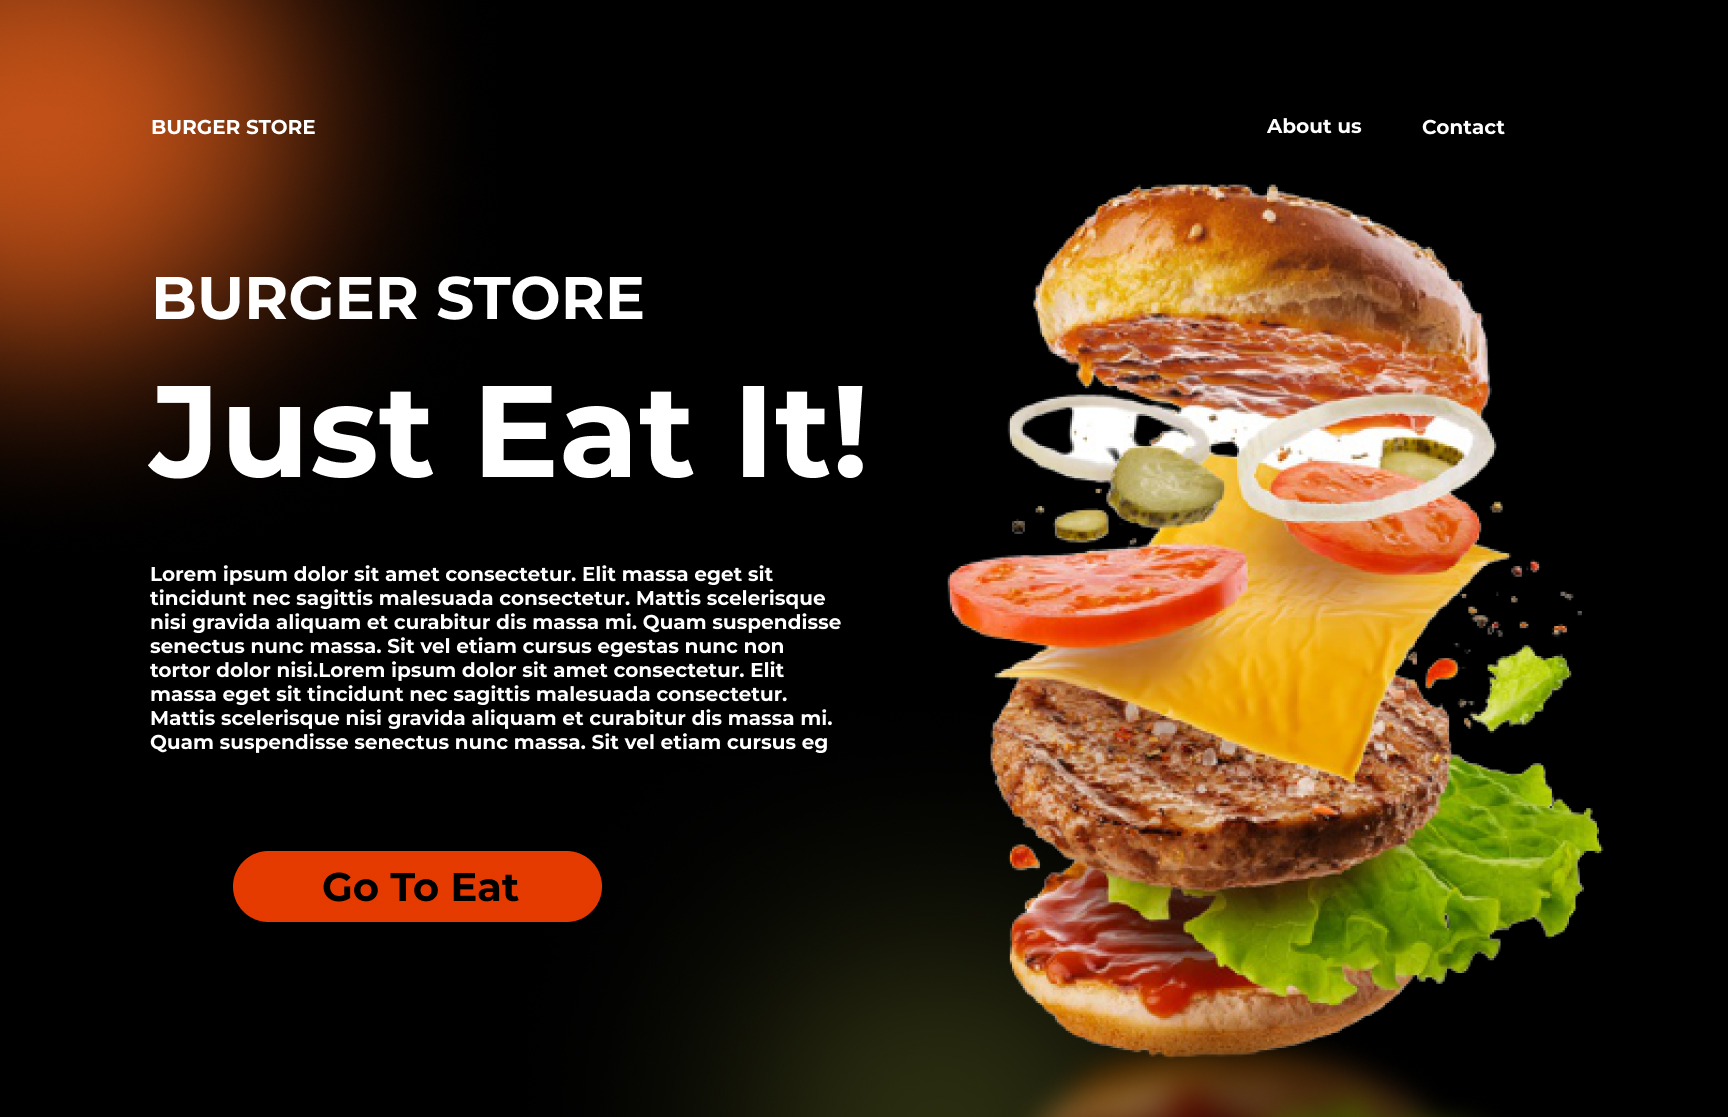 BURGER STORE
About us
Contact
BURGER STORE
Just Eat It!
Lorem ipsum dolor sit amet consectetur. Elit massa eget sit
tincidunt nec sagittis malesuada consectetur. Mattis scelerisque
nisi gravida aliquam et curabitur dis massa mi. Quam suspendisse
senectus nunc massa. Sit vel etiam cursus egestas nunc non
tortor dolor nisi.Lorem ipsum dolor sit amet consectetur. Elit
massa eget sit tincidunt nec sagittis malesuada consectetur.
Mattis scelerisque nisi gravida aliquam et curabitur dis massa mi.
Quam suspendisse senectus nunc massa. Sit vel etiam cursus eg
Go To Eat